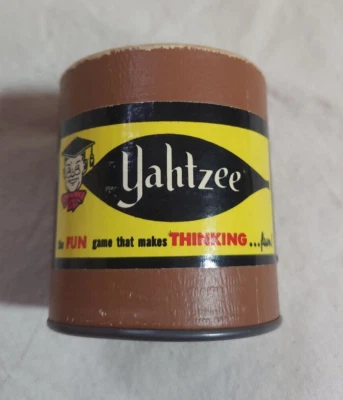 Yahtzee
The FUN game that makes THINKING...fun!